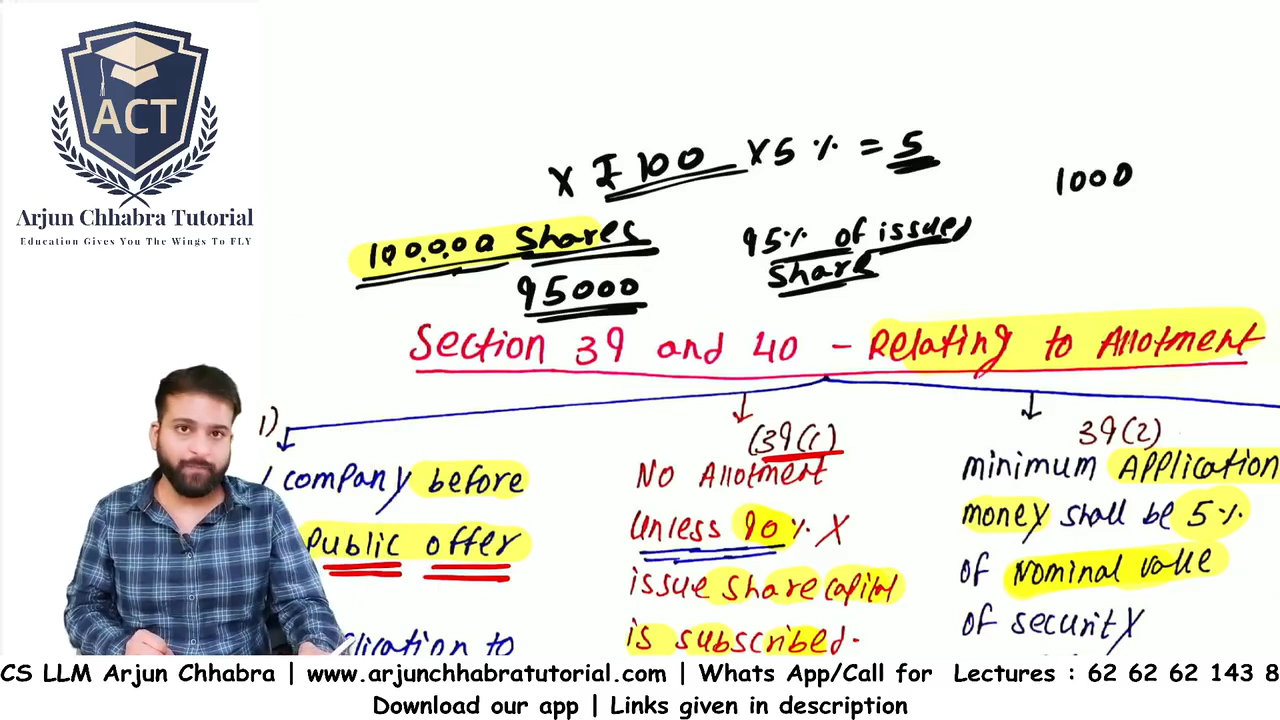 ACT
Arjun Chhabra Tutorial
Education Gives You The Wings To FLY
X ₹ 100 X 5 % = 5
1000
100,000 Shares
95000
95% of issued
Share
Section 39 and 40 - Relating to Allotment
1)
company before
Public offer
(39(1)
No Allotment
Unless 90 %
issue share capital
is subscribed.
39(2)
minimum Application
money shall be 5%
of Nominal value
of security
to
CS LLM Arjun Chhabra | www.arjunchhabratutorial.com | Whats App/Call for Lectures : 62 62 62 143 8
Download our app | Links given in description